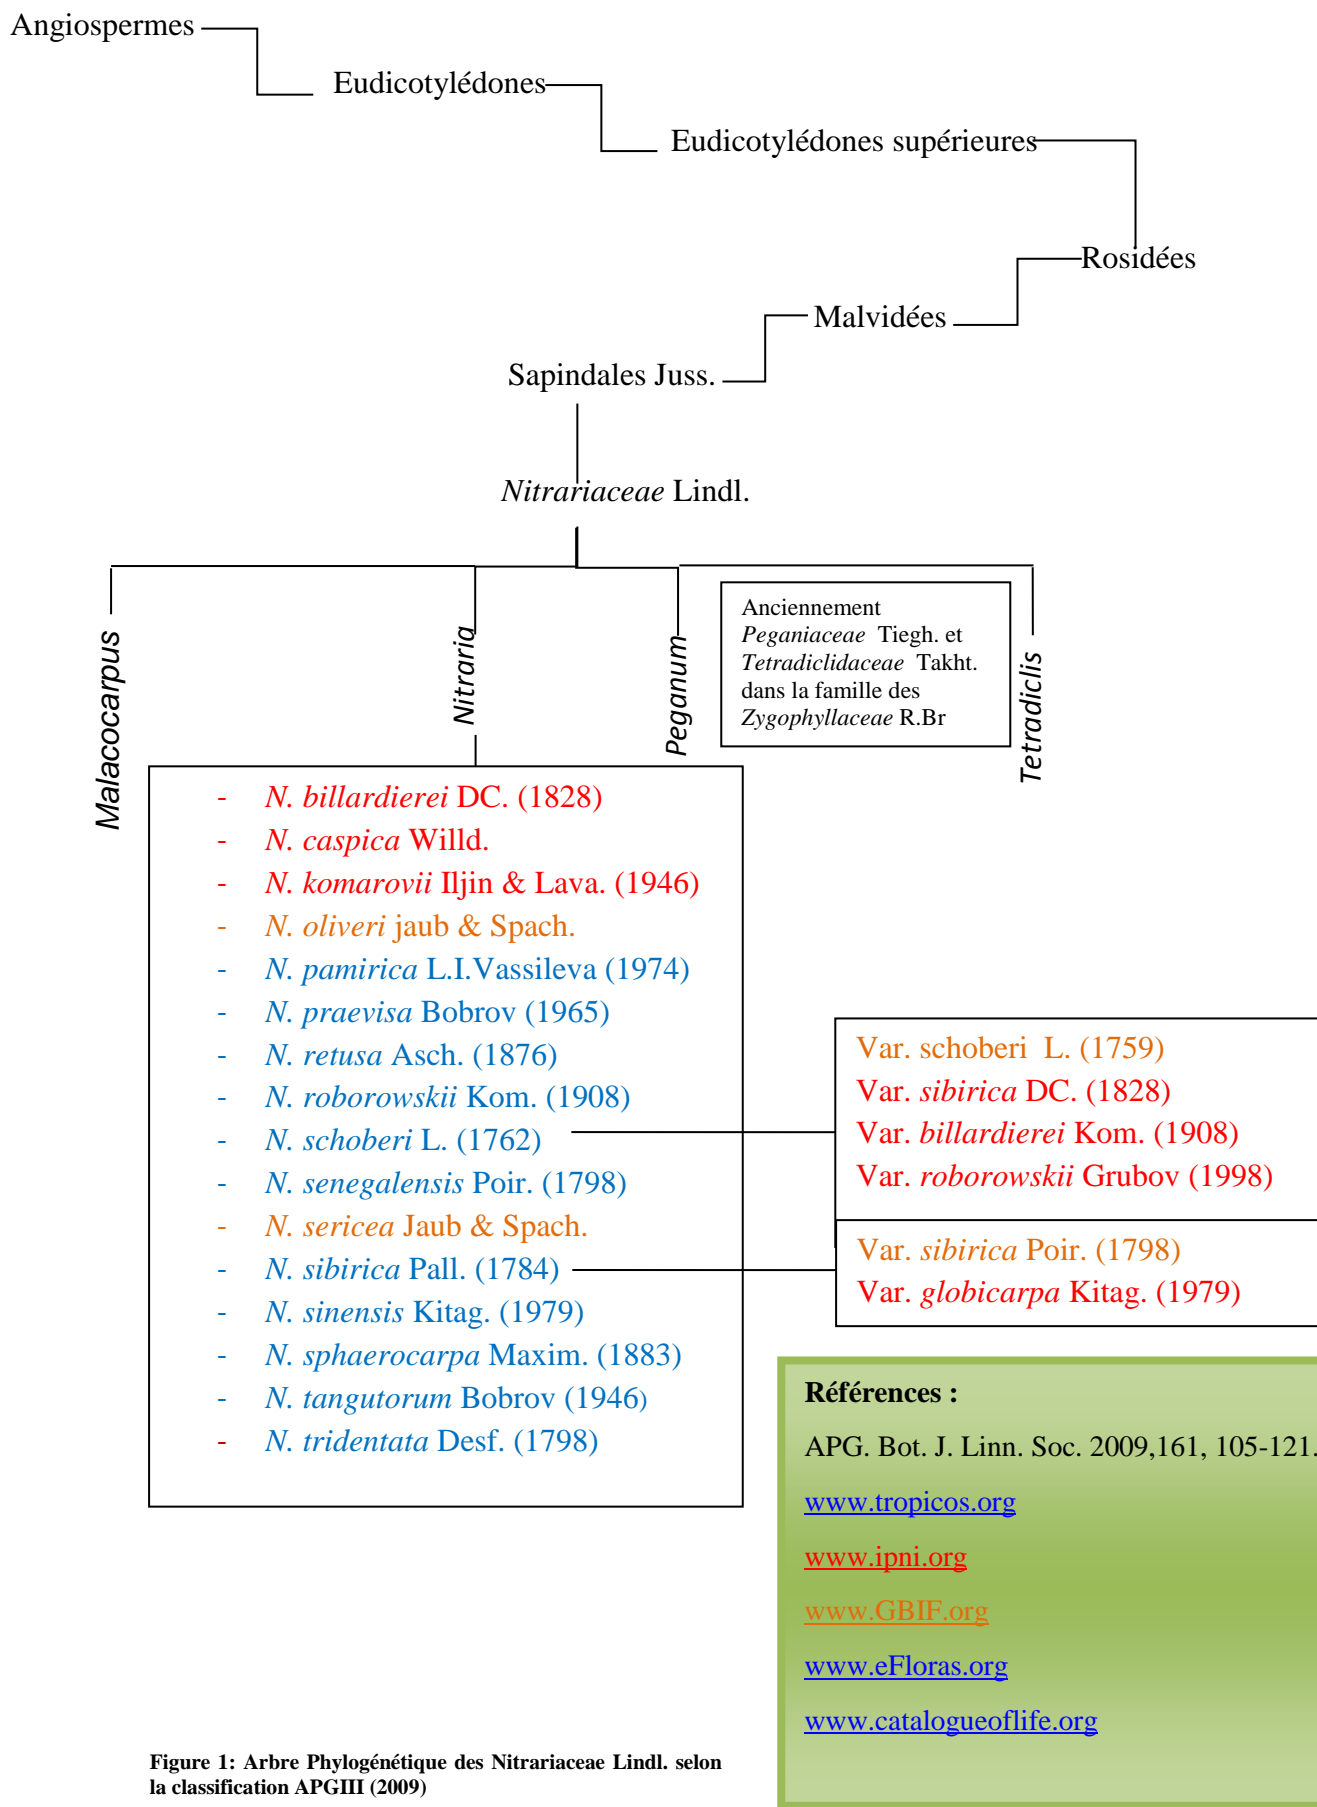 Angiospermes
Eudicotylédones
Eudicotylédones supérieures
Rosidées
Malvidées
Sapindales Juss.
Nitrariaceae Lindl.
Malacocarpus
Nitraria
Peganum
Anciennement
Peganiaceae Tiegh. et
Tetradiclidaceae Takht.
dans la famille des
Zygophyllaceae R.Br
Tetradiclis
- N. billardierei DC. (1828)
- N. caspica Willd.
- N. komarovii Iljin & Lava. (1946)
- N. oliveri jaub & Spach.
- N. pamirica L.I.Vassileva (1974)
- N. praevisa Bobrov (1965)
- N. retusa Asch. (1876)
- N. roborowskii Kom. (1908)
- N. schoberi L. (1762)
- N. senegalensis Poir. (1798)
- N. sericea Jaub & Spach.
- N. sibirica Pall. (1784)
- N. sinensis Kitag. (1979)
- N. sphaerocarpa Maxim. (1883)
- N. tangutorum Bobrov (1946)
- N. tridentata Desf. (1798)
Var. schoberi L. (1759)
Var. sibirica DC. (1828)
Var. billardierei Kom. (1908)
Var. roborowskii Grubov (1998)
Var. sibirica Poir. (1798)
Var. globicarpa Kitag. (1979)
Références :
APG. Bot. J. Linn. Soc. 2009,161, 105-121.
www.tropicos.org
www.ipni.org
www.GBIF.org
www.eFloras.org
www.catalogueoflife.org
Figure 1: Arbre Phylogénétique des Nitrariaceae Lindl. selon
la classification APGIII (2009)